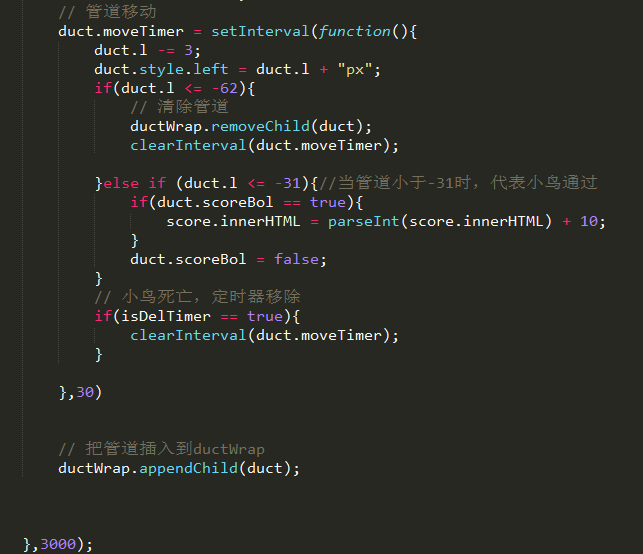 // 管道移动
duct.moveTimer = setInterval(function(){
duct.l -= 3;
duct.style.left = duct.l + "px";
if(duct.l <= -62){
// 清除管道
ductWrap.removeChild(duct);
clearInterval(duct.moveTimer);
}else if (duct.l <= -31){//当管道小于-31时，代表小鸟通过
if(duct.scoreBol == true){
score.innerHTML = parseInt(score.innerHTML) + 10;
}
duct.scoreBol = false;
}
// 小鸟死亡，定时器移除
if(isDelTimer == true){
clearInterval(duct.moveTimer);
}
},30)
// 把管道插入到ductWrap
ductWrap.appendChild(duct);
},3000);